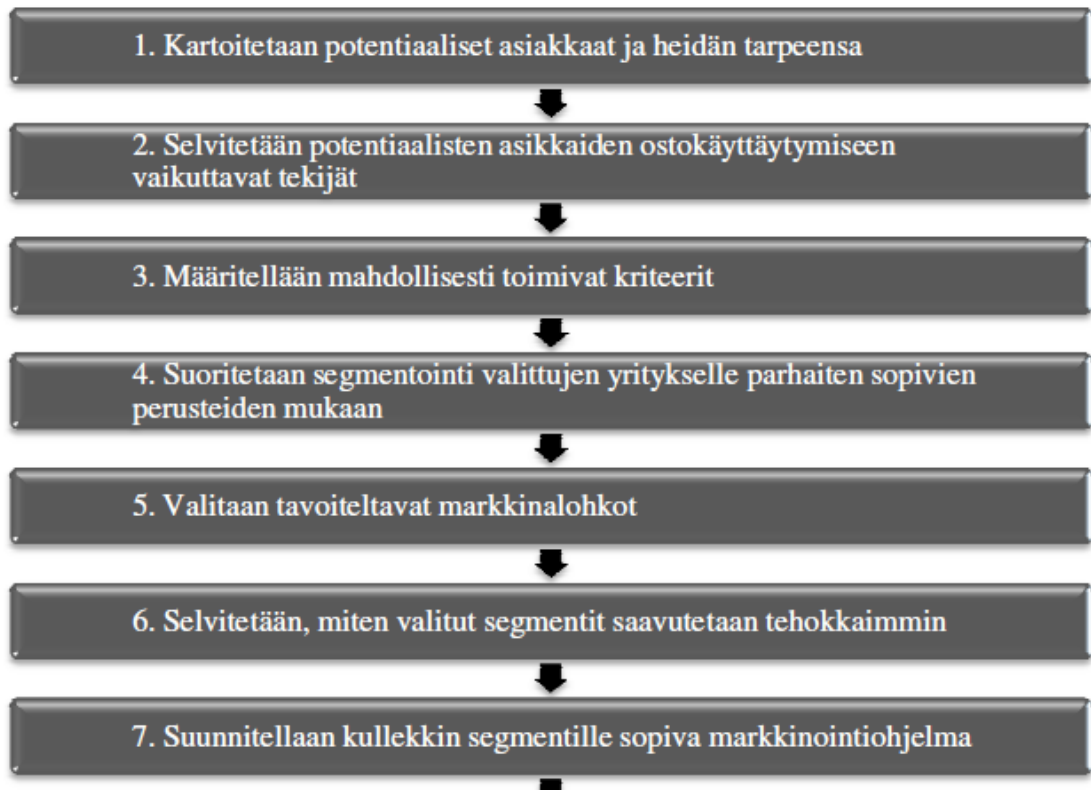 1. Kartoitetaan potentiaaliset asiakkaat ja heidän tarpeensa
2. Selvitetään potentiaalisten asikkaiden ostokäyttäytymiseen
vaikuttavat tekijät
3. Määritellään mahdollisesti toimivat kriteerit
4. Suoritetaan segmentointi valittujen yritykselle parhaiten sopivien
perusteiden mukaan
5. Valitaan tavoiteltavat markkinalohkot
6. Selvitetään, miten valitut segmentit saavutetaan tehokkaimmin
7. Suunnitellaan kullekkin segmentille sopiva markkinointiohjelma